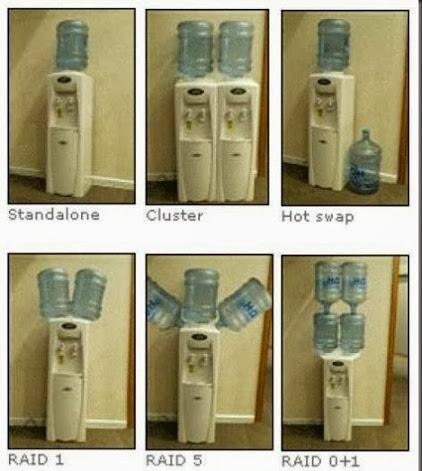 Standalone
Cluster
Hot swap
RAID 1
RAID 5
RAID 0+1